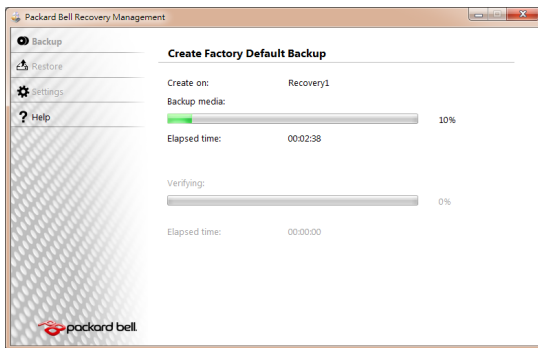 Packard Bell Recovery Management
Backup
Restore
Settings
Help
Create Factory Default Backup
Create on: Recovery1
Backup media:
10%
Elapsed time: 00:02:38
Verifying:
0%
Elapsed time: 00:00:00
packard bell.